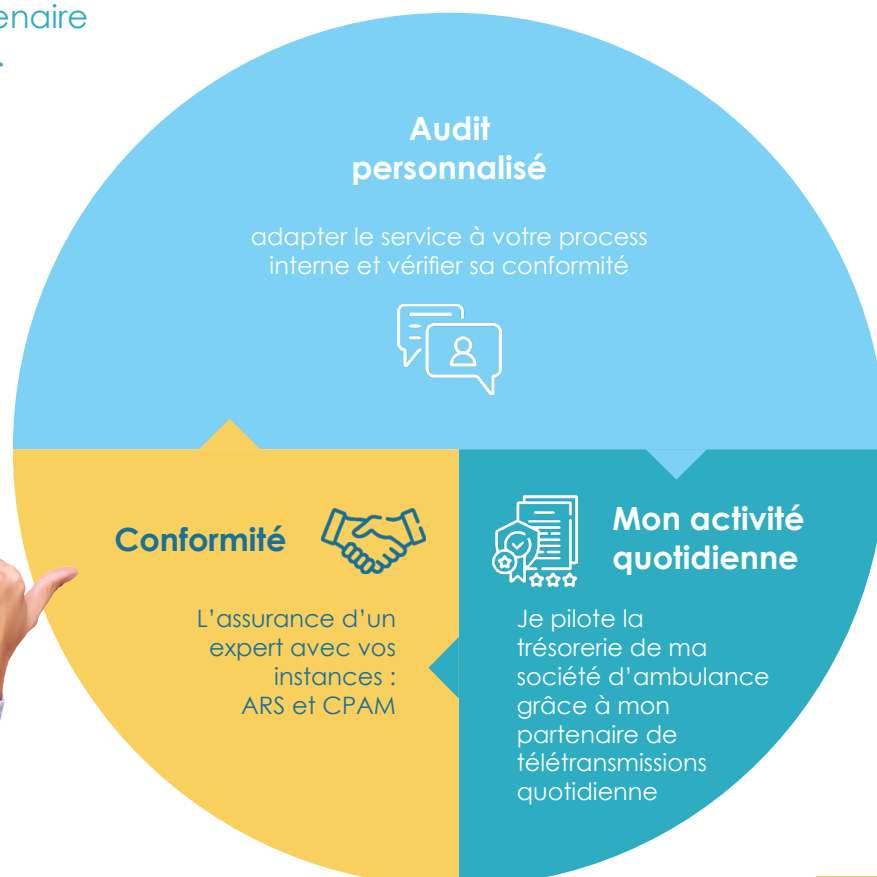 enaire
.
Audit
personnalisé
adapter le service à votre process
interne et vérifier sa conformité
Conformité
L'assurance d'un
expert avec vos
instances :
ARS et CPAM
Mon activité
quotidienne
Je pilote la
trésorerie de ma
société d'ambulance
grâce à mon
partenaire de
télétransmissions
quotidienne